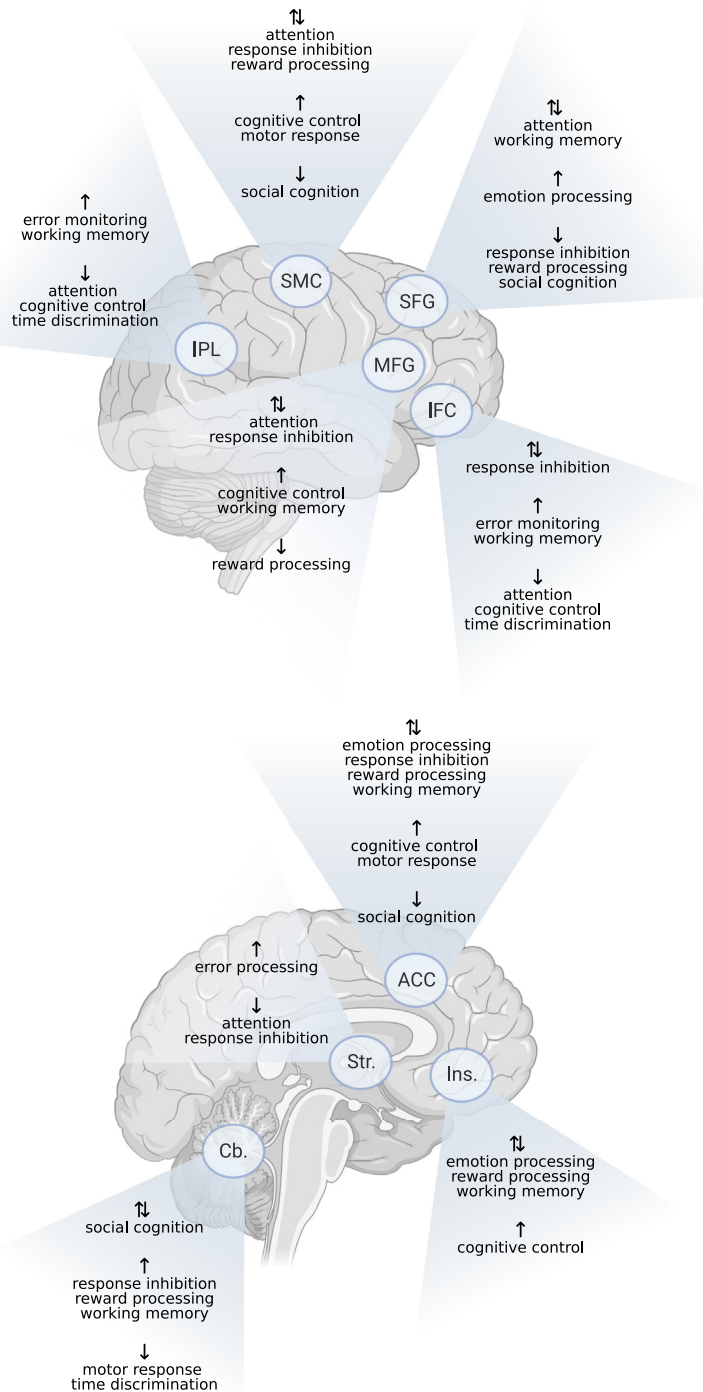 ⇅
attention
response inhibition
reward processing
↑
cognitive control
motor response
↓
social cognition
⇅
attention
working memory
↑
emotion processing
↓
response inhibition
reward processing
social cognition
↑
error monitoring
working memory
↓
attention
cognitive control
time discrimination
SMC
SFG
IPL
MFG
IFC
⇅
attention
response inhibition
↑
cognitive control
working memory
↓
reward processing
⇅
response inhibition
↑
error monitoring
working memory
↓
attention
cognitive control
time discrimination
⇅
emotion processing
response inhibition
reward processing
working memory
↑
cognitive control
motor response
↓
social cognition
↑
error processing
↓
attention
response inhibition
ACC
Str.
Ins.
Cb.
⇅
emotion processing
reward processing
working memory
↑
cognitive control
⇅
social cognition
↑
response inhibition
reward processing
working memory
↓
motor response
time discrimination